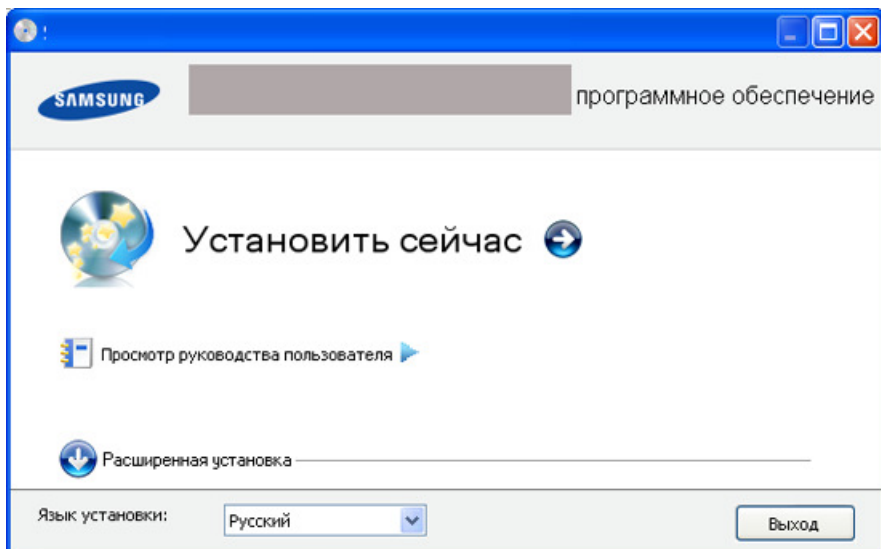 SAMSUNG
программное обеспечение
Установить сейчас
Просмотр руководства пользователя
Расширенная установка
Язык установки:
Русский
Выход